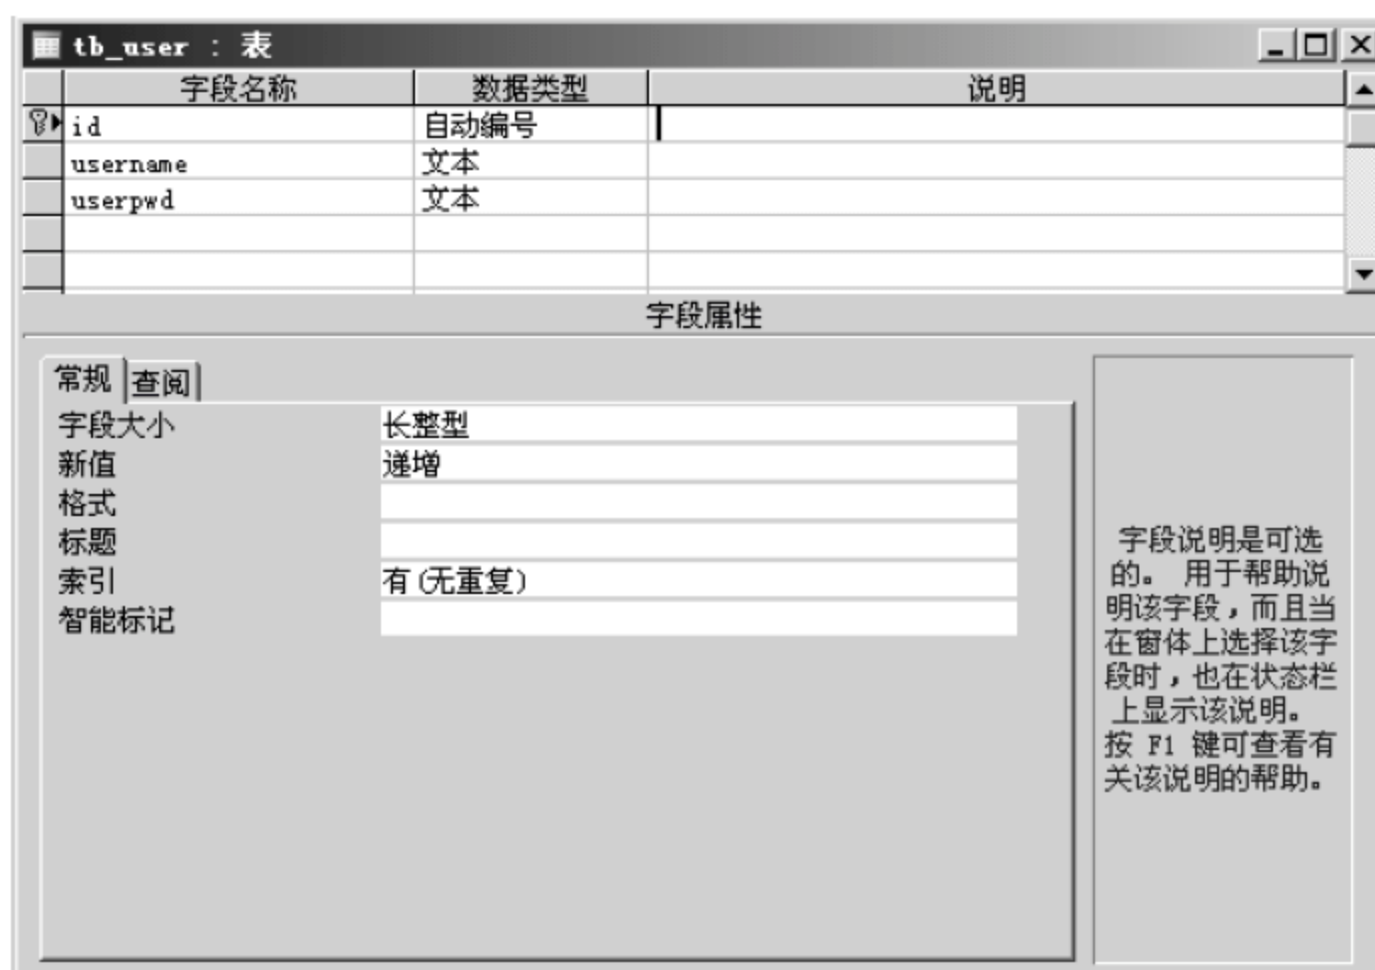 tb_user : 表
字段名称 数据类型 说明
id 自动编号
username 文本
userpwd 文本
字段属性
常规 查阅
字段大小 长整型
新值 递增
格式
标题
索引 有(无重复)
智能标记
字段说明是可选
的。 用于帮助说
明该字段，而且当
在窗体上选择该字
段时，也在状态栏
上显示该说明。
按 F1 键可查看有
关该说明的帮助。